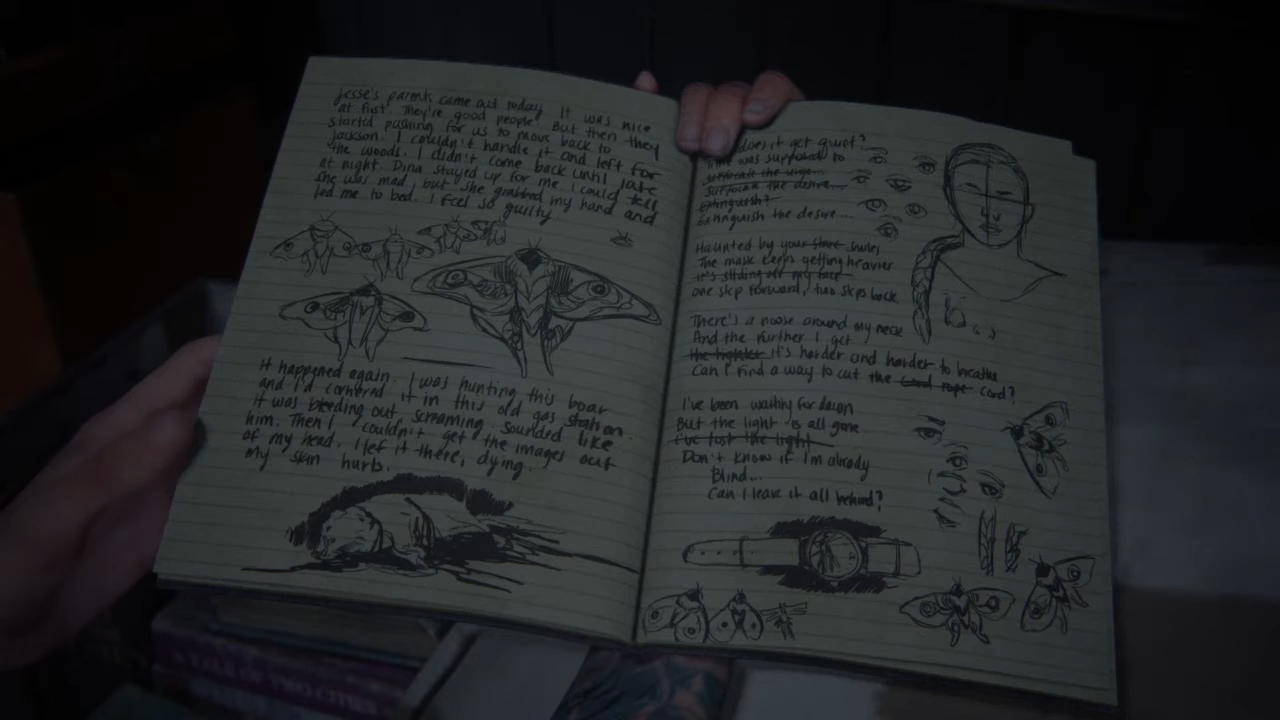 Jesse's parents came out today. It was nice
at first. They're good people. But then they
started pushing for us to move back to
Jackson. I couldn't handle it and left for
the woods. I didn't come back until late
at night. Dina stayed up for me. I could tell
she was mad, but she grabbed my hand and
led me to bed. I feel so guilty
It happened again. I was hunting this boar
and I'd cornered it in this old gas station.
It was bleeding out screaming. Sounded like
him. Then I couldn't get the images out
of my head. I left it there, dying.
My skin hurts.
does it get quiet?
Time was supposed to
suffocate the urge...
suffocate the desire...
extinguish?
Extinguish the desire...
Haunted by your stare smiles
The mask keeps getting heavier
it's sliding off my face
one step forward, two steps back
There's a noose around my neck
And the further I get
the tighter it's harder and harder to breathe
Can I find a way to cut the cord rope cord?
I've been waiting for dawn
But the light is all gone
I've lost the light
Don't know if I'm already
Blind...
Can I leave it all behind?
A TALE OF TWO CITIES